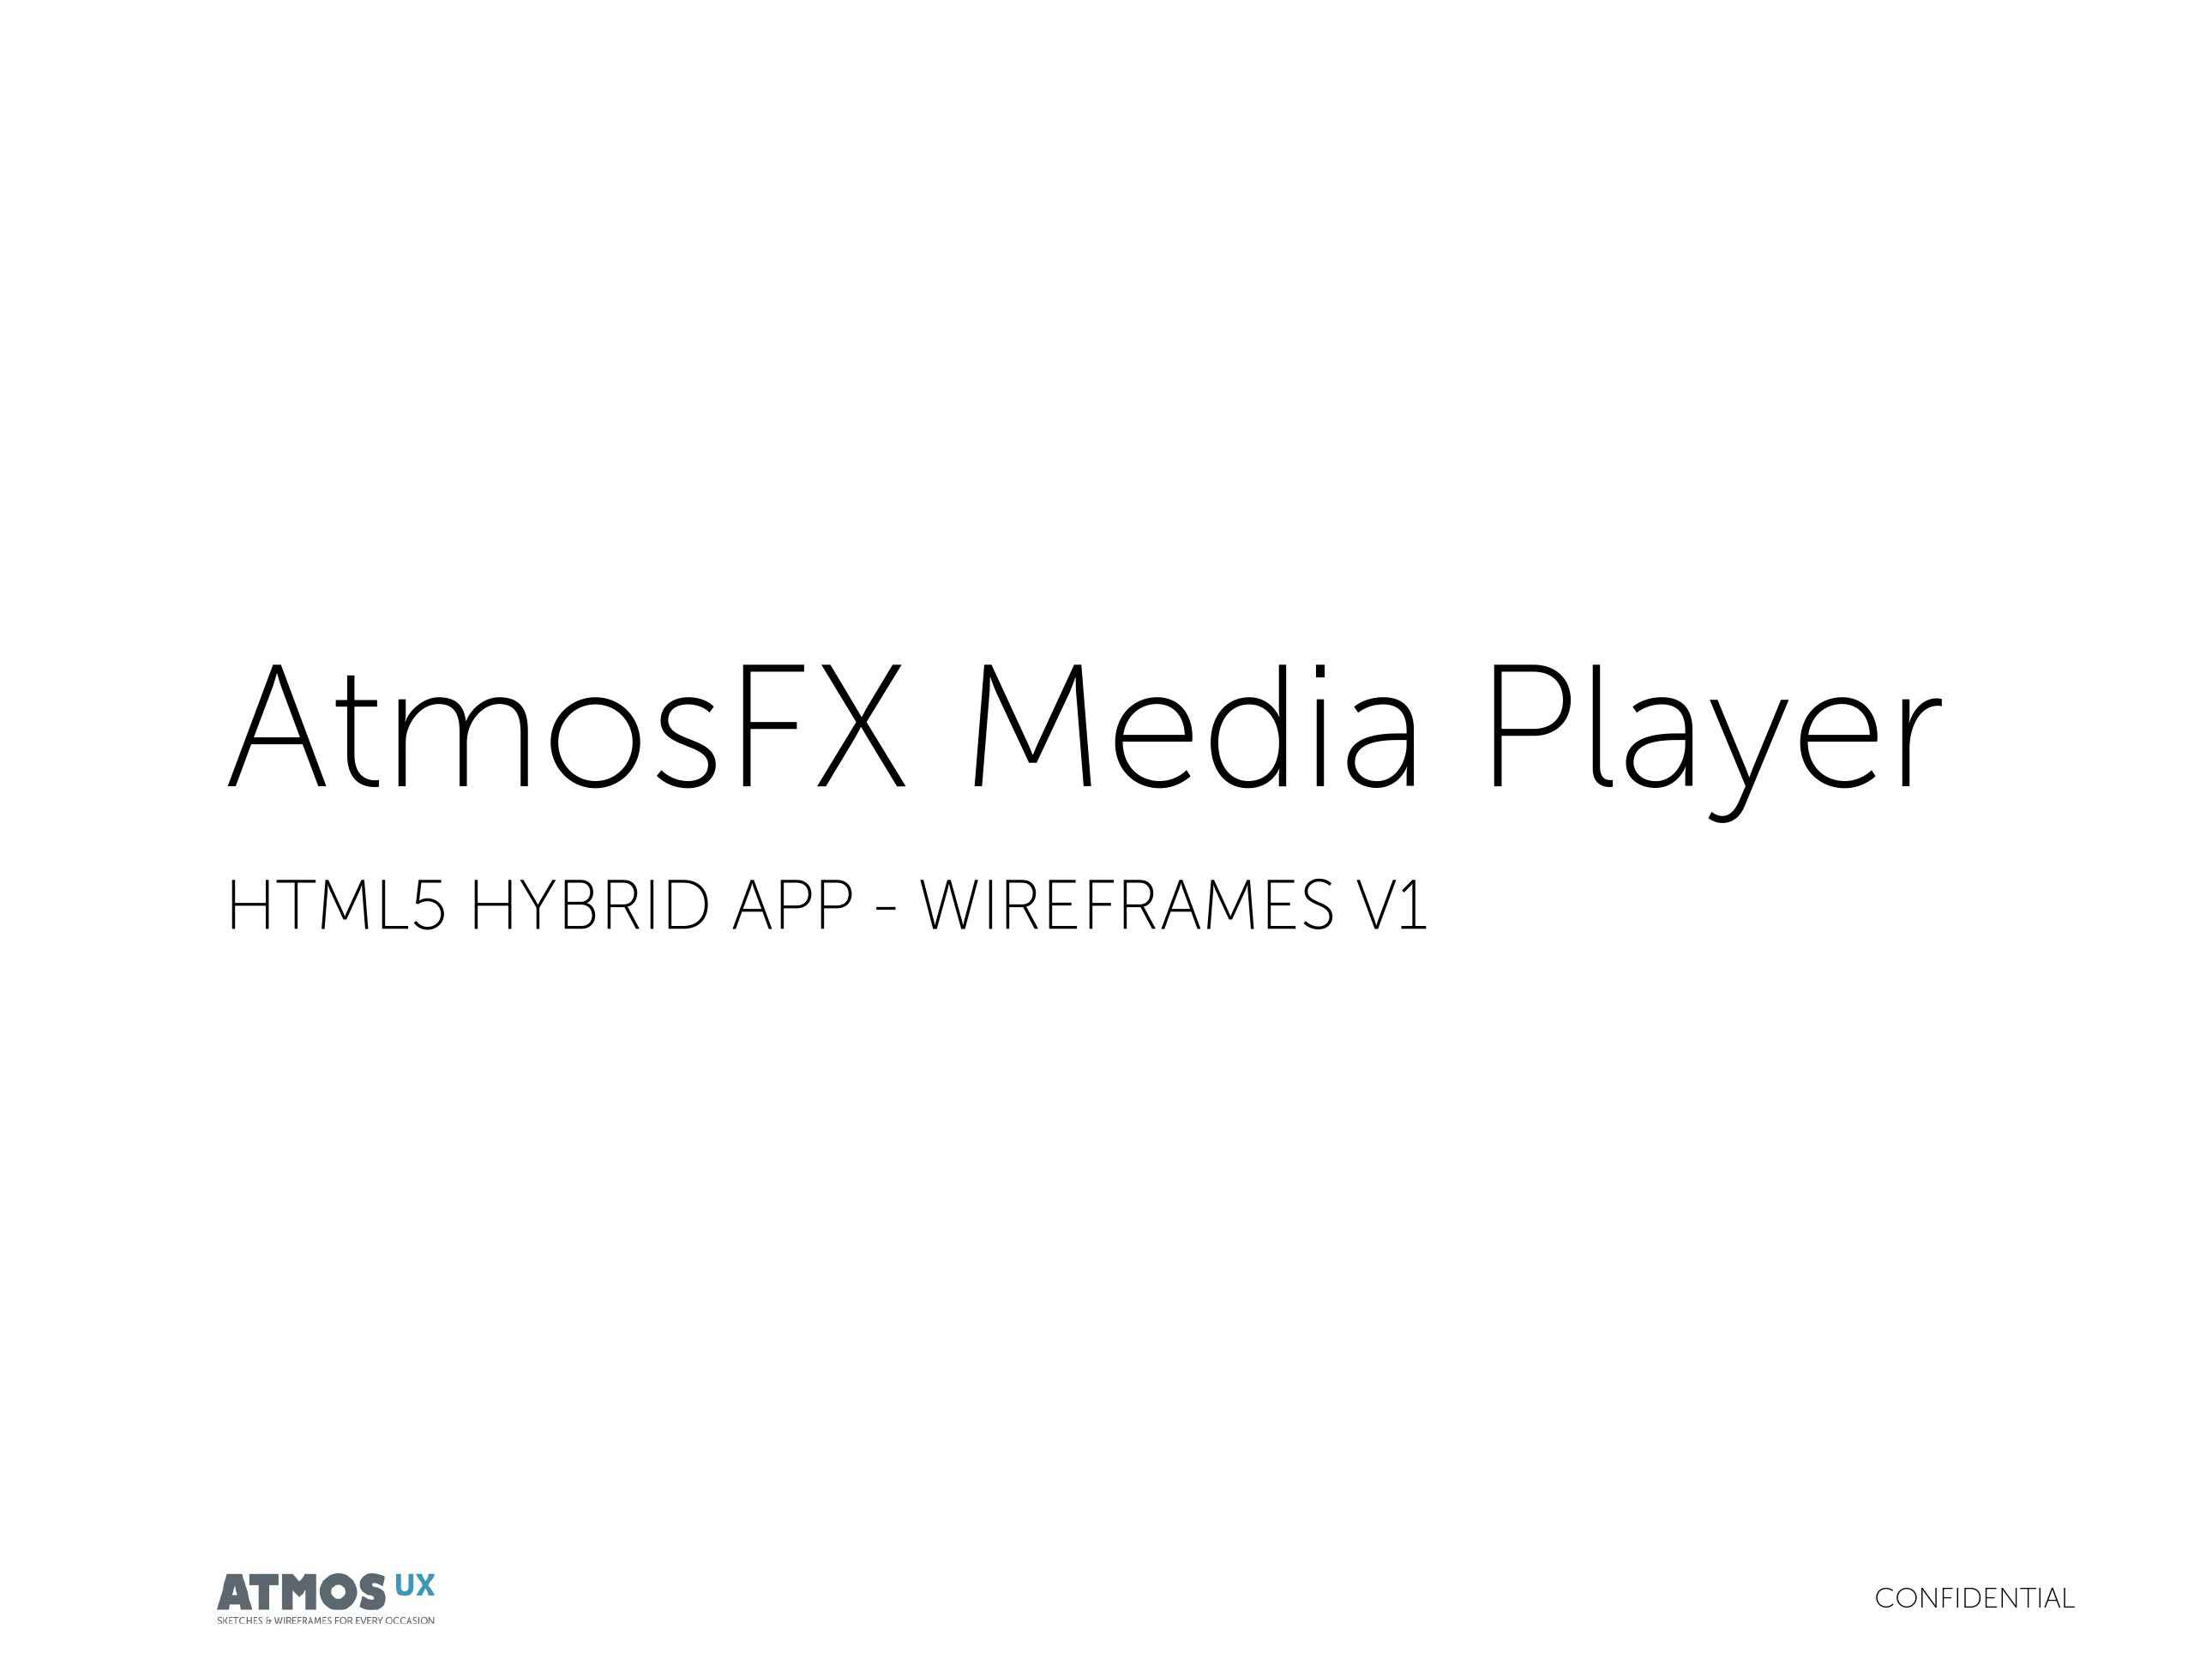 AtmosFX Media Player
HTML5 HYBRID APP - WIREFRAMES V1
ATMOS UX
SKETCHES & WIREFRAMES FOR EVERY OCCASION
CONFIDENTIAL